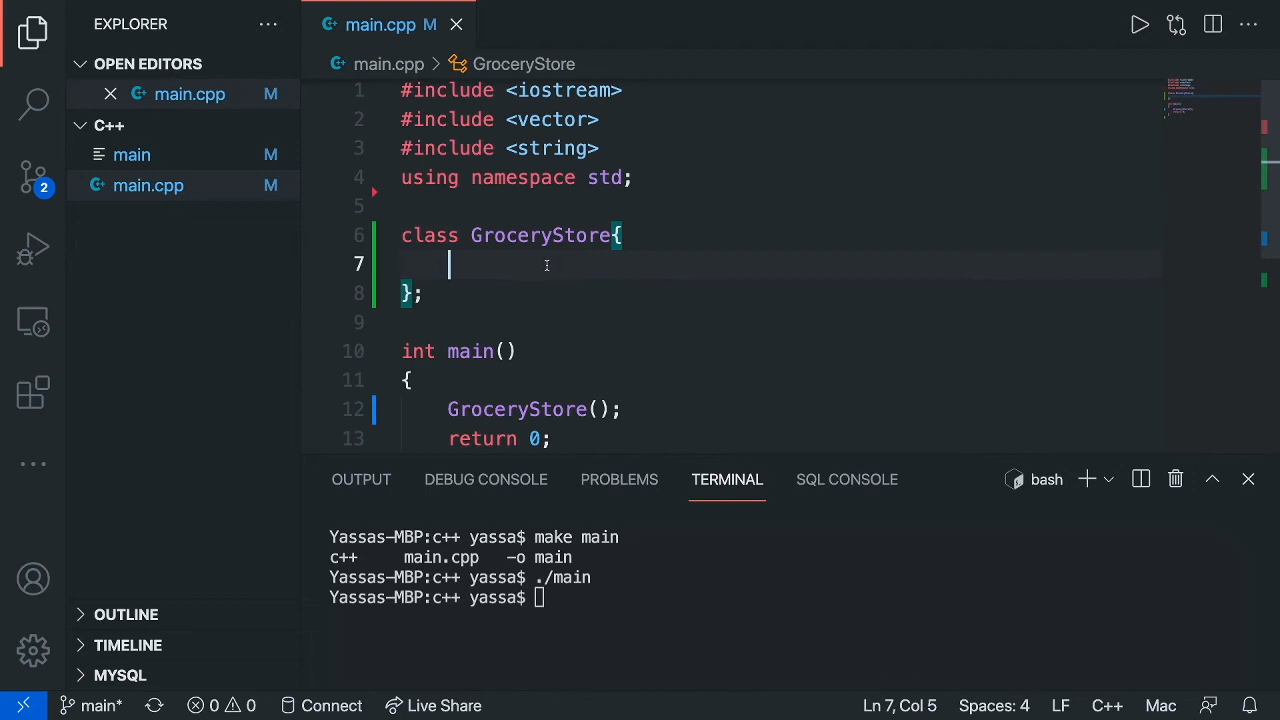 EXPLORER
main.cpp M
OPEN EDITORS
main.cpp M
C++
main M
main.cpp M
2
main.cpp > GroceryStore
1 #include <iostream>
2 #include <vector>
3 #include <string>
4 using namespace std;
5
6 class GroceryStore{
7
8 };
9
10 int main()
11 {
12 GroceryStore();
13 return 0;
OUTPUT DEBUG CONSOLE PROBLEMS TERMINAL SQL CONSOLE bash
Yassas-MBP:c++ yassa$ make main
c++ main.cpp -o main
Yassas-MBP:c++ yassa$ ./main
Yassas-MBP:c++ yassa$
OUTLINE
TIMELINE
MYSQL
main* 0 0 Connect Live Share Ln 7, Col 5 Spaces: 4 LF C++ Mac